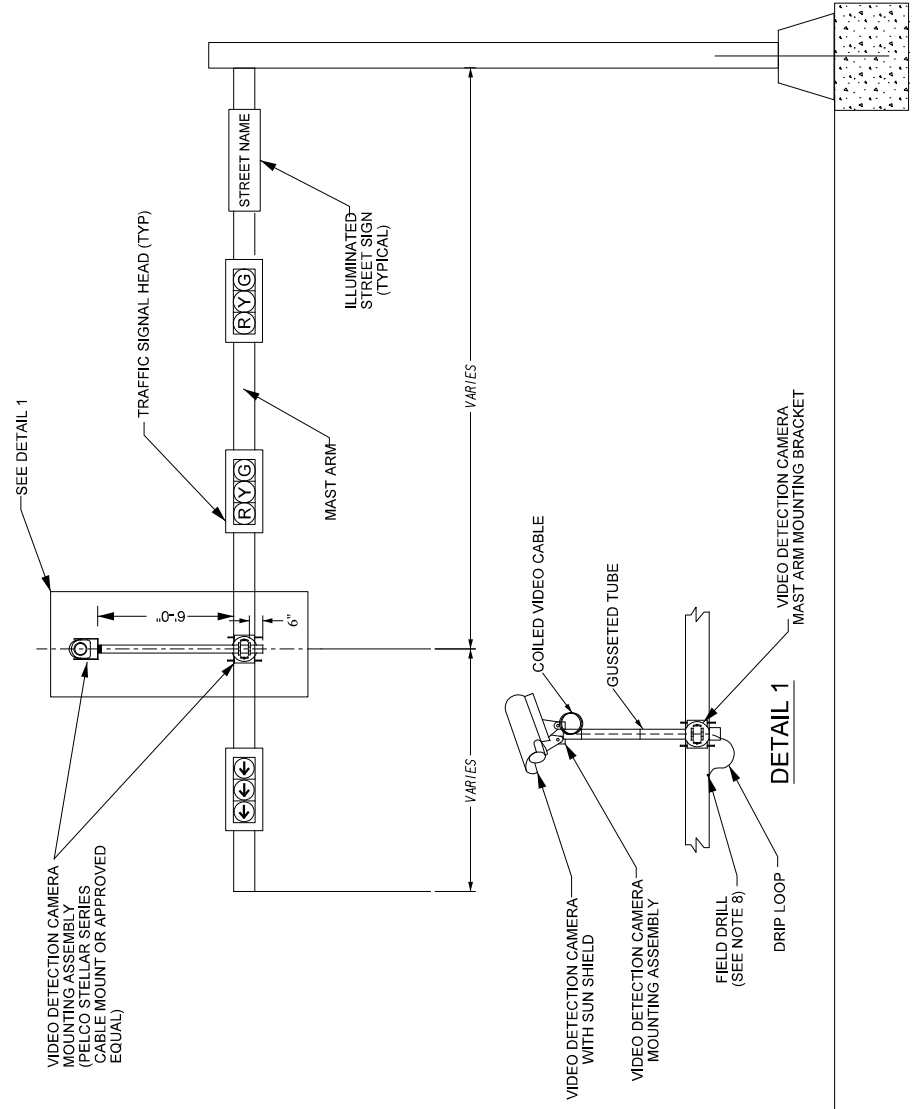 SEE DETAIL 1
TRAFFIC SIGNAL HEAD (TYP)
STREET NAME
R Y G
R Y G
6'-0"
6"
VIDEO DETECTION CAMERA
MOUNTING ASSEMBLY
(PELCO STELLAR SERIES
CABLE MOUNT OR APPROVED
EQUAL)
MAST ARM
ILLUMINATED
STREET SIGN
(TYPICAL)
VARIES
VARIES
VIDEO DETECTION CAMERA
WITH SUN SHIELD
COILED VIDEO CABLE
VIDEO DETECTION CAMERA
MOUNTING ASSEMBLY
GUSSETED TUBE
FIELD DRILL
(SEE NOTE 8)
DRIP LOOP
VIDEO DETECTION CAMERA
MAST ARM MOUNTING BRACKET
DETAIL 1